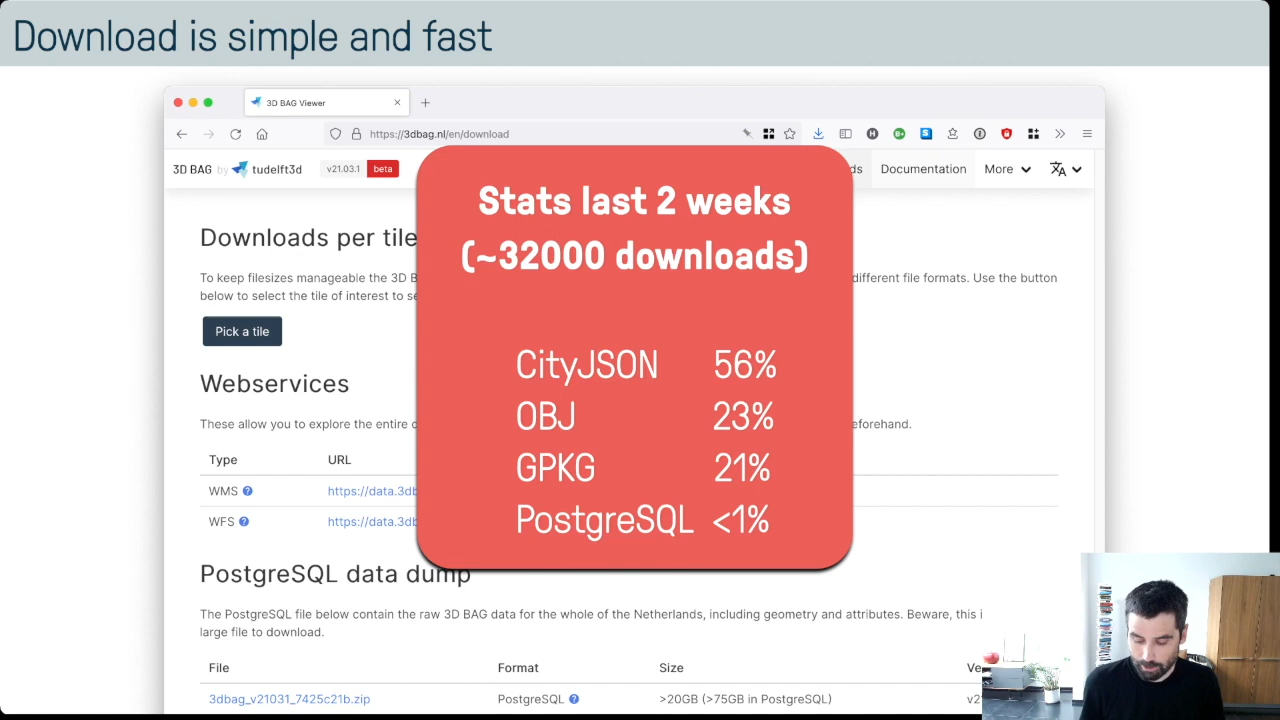 Download is simple and fast
3D BAG Viewer
https://3dbag.nl/en/download
3D BAG by tudelft3d v21.03.1 beta
ds Documentation More
Stats last 2 weeks
(~32000 downloads)
CityJSON 56%
OBJ 23%
GPKG 21%
PostgreSQL <1%
Downloads per tile
To keep filesizes manageable the 3D B different file formats. Use the button
below to select the tile of interest to se
Pick a tile
Webservices
These allow you to explore the entire eforehand.
Type URL
WMS ? https://data.3db
WFS ? https://data.3db
PostgreSQL data dump
The PostgreSQL file below contain the raw 3D BAG data for the whole of the Netherlands, including geometry and attributes. Beware, this i
large file to download.
File Format Size Ve
3dbag_v21031_7425c21b.zip PostgreSQL ? >20GB (>75GB in PostgreSQL) v2